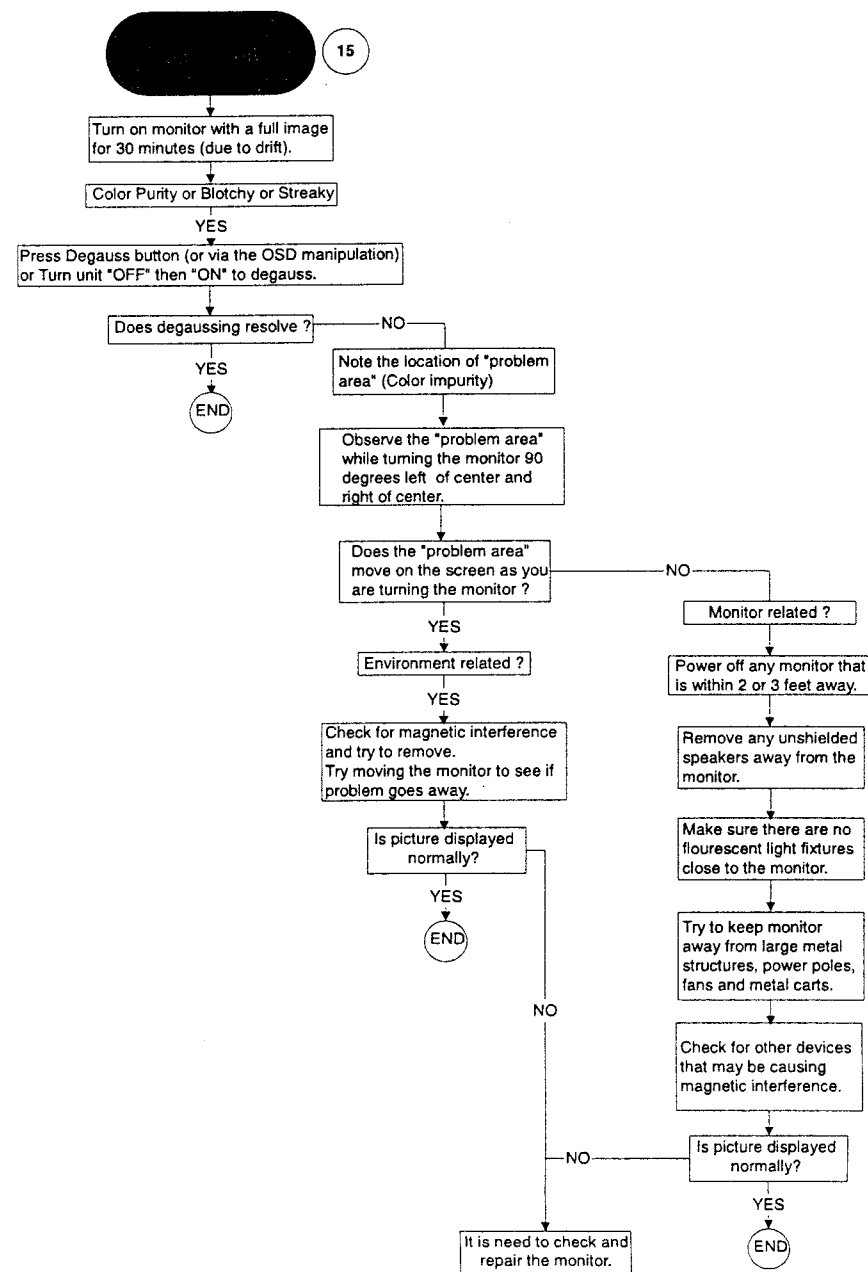 15
Turn on monitor with a full image
for 30 minutes (due to drift).
Color Purity or Blotchy or Streaky
YES
Press Degauss button (or via the OSD manipulation)
or Turn unit "OFF" then "ON" to degauss.
Does degaussing resolve ?
NO
YES
END
Note the location of "problem
area" (Color impurity)
Observe the "problem area"
while turning the monitor 90
degrees left of center and
right of center.
Does the "problem area"
move on the screen as you
are turning the monitor ?
NO
YES
Environment related ?
YES
Check for magnetic interference
and try to remove.
Try moving the monitor to see if
problem goes away.
Is picture displayed
normally?
YES
END
NO
Monitor related ?
Power off any monitor that
is within 2 or 3 feet away.
Remove any unshielded
speakers away from the
monitor.
Make sure there are no
flourescent light fixtures
close to the monitor.
Try to keep monitor
away from large metal
structures, power poles,
fans and metal carts.
Check for other devices
that may be causing
magnetic interference.
Is picture displayed
normally?
NO
YES
END
It is need to check and
repair the monitor.